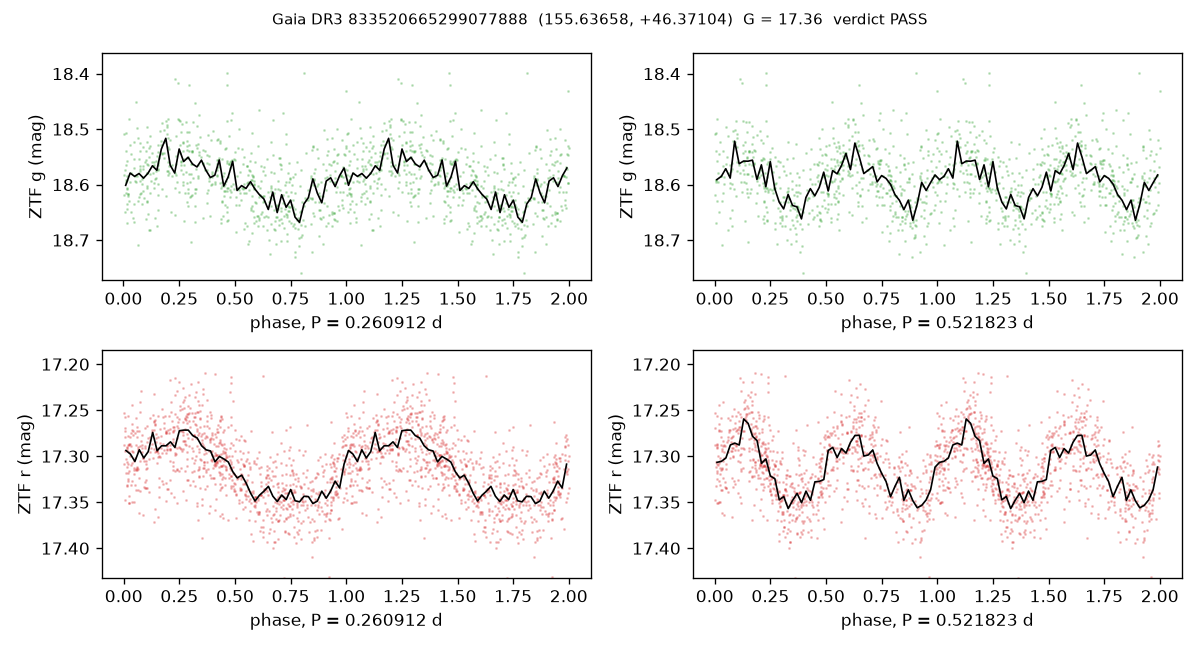 Gaia DR3 833520665299077888 (155.63658, +46.37104) G = 17.36 verdict PASS
ZTF g (mag)
18.4
18.5
18.6
18.7
0.00 0.25 0.50 0.75 1.00 1.25 1.50 1.75 2.00
phase, P = 0.260912 d
ZTF g (mag)
18.4
18.5
18.6
18.7
0.00 0.25 0.50 0.75 1.00 1.25 1.50 1.75 2.00
phase, P = 0.521823 d
ZTF r (mag)
17.20
17.25
17.30
17.35
17.40
0.00 0.25 0.50 0.75 1.00 1.25 1.50 1.75 2.00
phase, P = 0.260912 d
ZTF r (mag)
17.20
17.25
17.30
17.35
17.40
0.00 0.25 0.50 0.75 1.00 1.25 1.50 1.75 2.00
phase, P = 0.521823 d